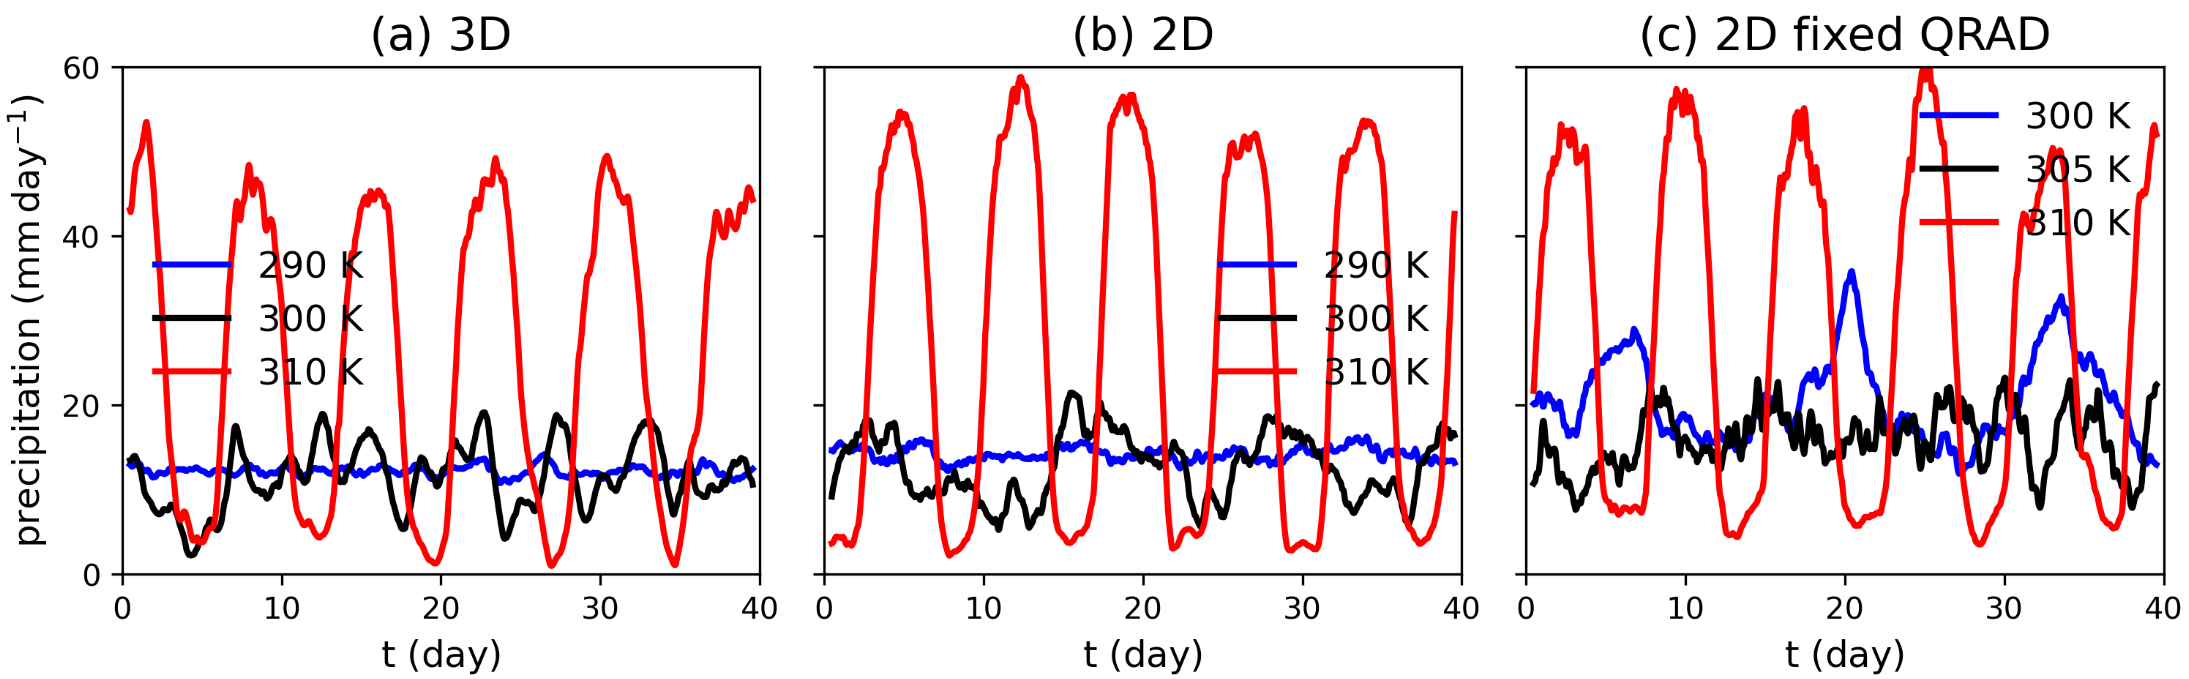 (a) 3D
(b) 2D
(c) 2D fixed QRAD
precipitation (mm day⁻¹)
60
40
20
0
290 K
300 K
310 K
290 K
300 K
310 K
300 K
305 K
310 K
0 10 20 30 40
0 10 20 30 40
0 10 20 30 40
t (day)
t (day)
t (day)